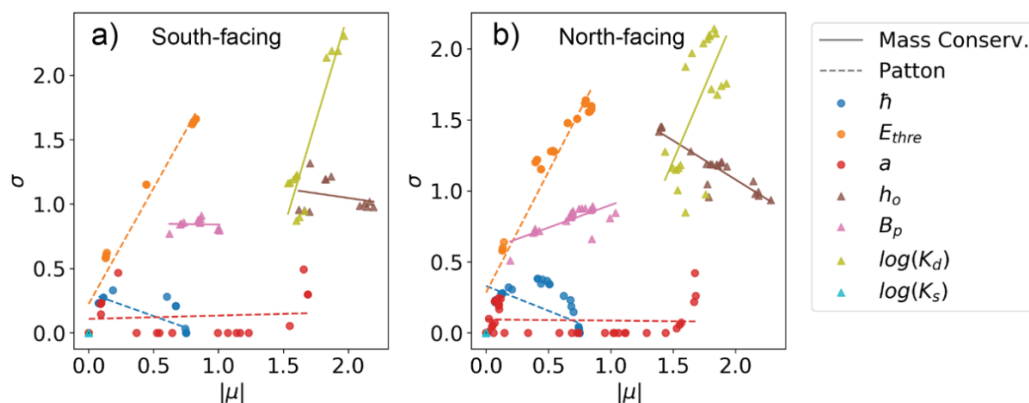 a) South-facing
b) North-facing
σ
2.0
1.5
1.0
0.5
0.0
0.0 0.5 1.0 1.5 2.0
|μ|
σ
2.0
1.5
1.0
0.5
0.0
0.0 0.5 1.0 1.5 2.0
|μ|
Mass Conserv.
Patton
ħ
E_thre
a
h_o
B_p
log(K_d)
log(K_s)